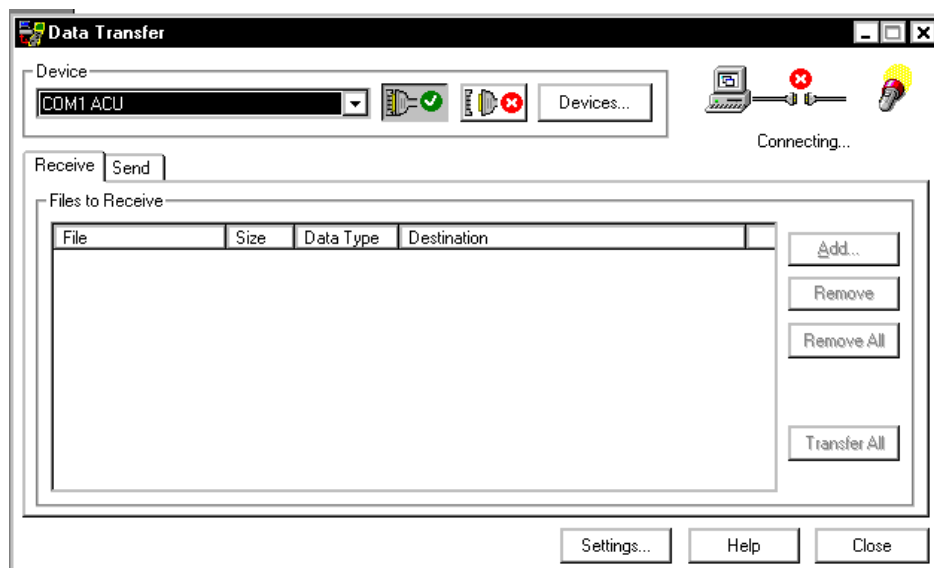 Data Transfer
Device
COM1 ACU
Devices...
Connecting...
Receive Send
Files to Receive
File Size Data Type Destination
Add...
Remove
Remove All
Transfer All
Settings... Help Close